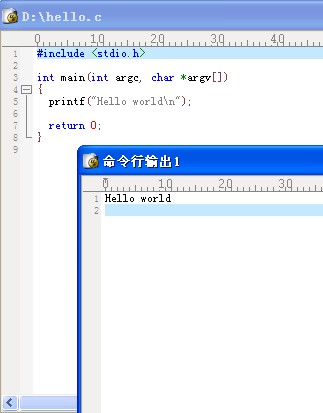 D:\hello.c
0 10 20 30 40
1 #include <stdio.h>
2
3 int main(int argc, char *argv[])
4 {
5 printf("Hello world\n");
6
7 return 0;
8 }
9
命令行输出1
0 10 20 30
1 Hello world
2